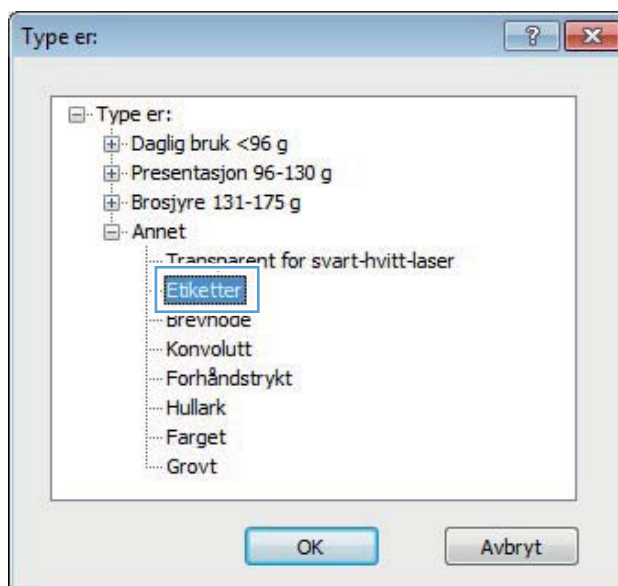 Type er:
Type er:
Daglig bruk <96 g
Presentasjon 96-130 g
Brosjyre 131-175 g
Annet
Transparent for svart-hvitt-laser
Etiketter
Brevhode
Konvolutt
Forhåndstrykt
Hullark
Farget
Grovt
OK
Avbryt